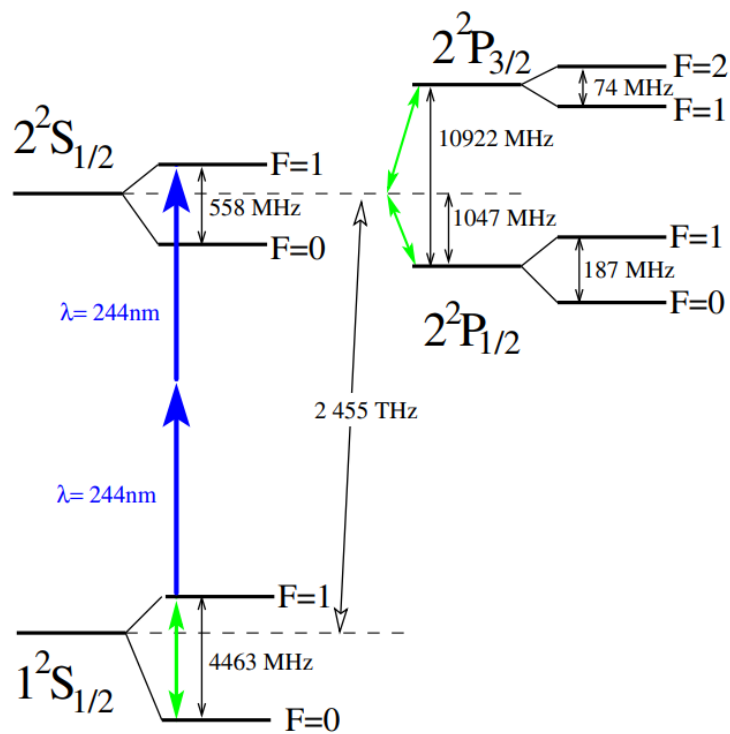 2²P₃/₂
F=2
74 MHz
F=1
2²S₁/₂
F=1
10922 MHz
558 MHz
F=0
1047 MHz
F=1
187 MHz
F=0
2²P₁/₂
λ= 244nm
2 455 THz
λ= 244nm
F=1
4463 MHz
1²S₁/₂
F=0